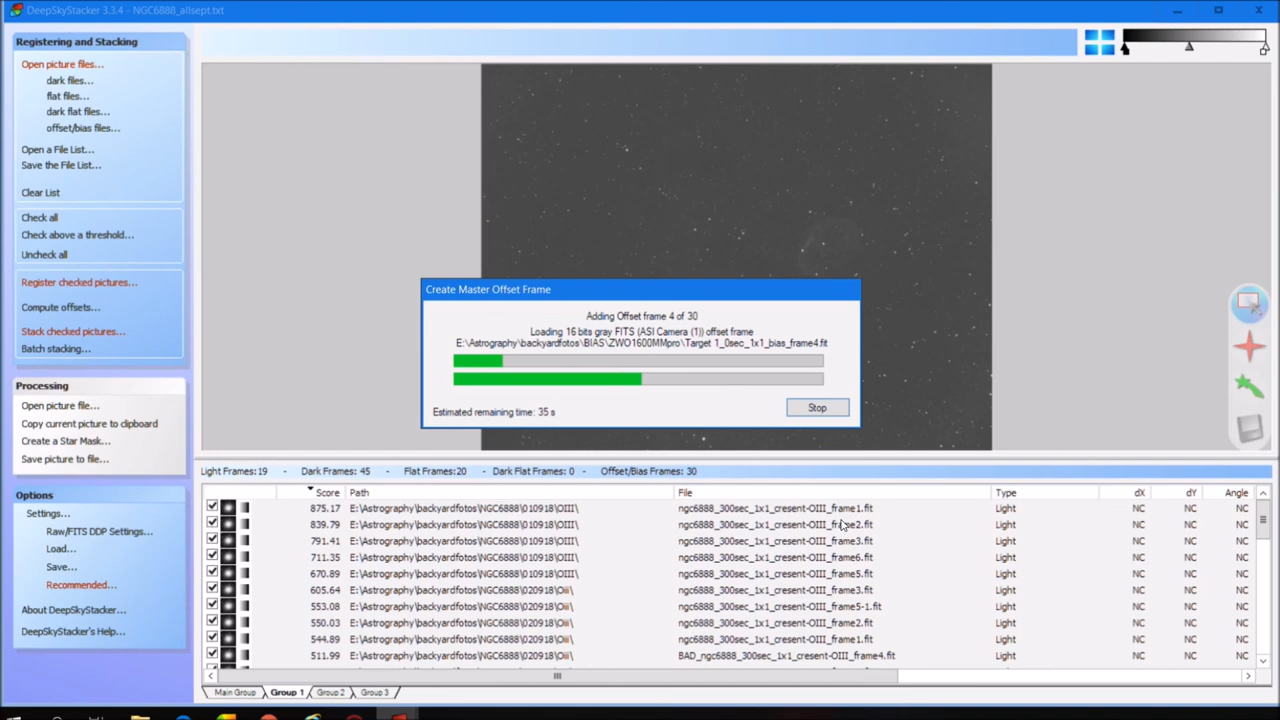 DeepSkyStacker 3.3.4 - NGC6888_allsept.txt
Registering and Stacking
Open picture files...
dark files...
flat files...
dark flat files...
offset/bias files...
Open a File List...
Save the File List...
Clear List
Check all
Check above a threshold...
Uncheck all
Register checked pictures...
Compute offsets...
Stack checked pictures...
Batch stacking...
Processing
Open picture file...
Copy current picture to clipboard
Create a Star Mask...
Save picture to file...
Options
Settings...
Raw/FITS DDP Settings...
Load...
Save...
Recommended...
About DeepSkyStacker...
DeepSkyStacker's Help...
Create Master Offset Frame
Adding Offset frame 4 of 30
Loading 16 bits gray FITS (ASI Camera (1)) offset frame
E:\Astrography\backyardfotos\BIAS\ZWO1600MMpro\Target 1_0sec_1x1_bias_frame4.fit
Estimated remaining time: 35 s
Stop
Light Frames:19 - Dark Frames: 45 - Flat Frames:20 - Dark Flat Frames: 0 - Offset/Bias Frames: 30
Score Path File Type dX dY Angle
875.17 E:\Astrography\backyardfotos\NGC6888\010918\OIII\ ngc6888_300sec_1x1_cresent-OIII_frame1.fit Light NC NC NC
839.79 E:\Astrography\backyardfotos\NGC6888\010918\OIII\ ngc6888_300sec_1x1_cresent-OIII_frame2.fit Light NC NC NC
791.41 E:\Astrography\backyardfotos\NGC6888\010918\OIII\ ngc6888_300sec_1x1_cresent-OIII_frame3.fit Light NC NC NC
711.35 E:\Astrography\backyardfotos\NGC6888\010918\OIII\ ngc6888_300sec_1x1_cresent-OIII_frame6.fit Light NC NC NC
670.89 E:\Astrography\backyardfotos\NGC6888\010918\OIII\ ngc6888_300sec_1x1_cresent-OIII_frame5.fit Light NC NC NC
605.64 E:\Astrography\backyardfotos\NGC6888\020918\Oiii\ ngc6888_300sec_1x1_cresent-OIII_frame3.fit Light NC NC NC
553.08 E:\Astrography\backyardfotos\NGC6888\020918\Oiii\ ngc6888_300sec_1x1_cresent-OIII_frame5-1.fit Light NC NC NC
550.03 E:\Astrography\backyardfotos\NGC6888\020918\Oiii\ ngc6888_300sec_1x1_cresent-OIII_frame2.fit Light NC NC NC
544.89 E:\Astrography\backyardfotos\NGC6888\020918\Oiii\ ngc6888_300sec_1x1_cresent-OIII_frame1.fit Light NC NC NC
511.99 E:\Astrography\backyardfotos\NGC6888\020918\Oiii\ BAD_ngc6888_300sec_1x1_cresent-OIII_frame4.fit Light NC NC NC
Main Group Group 1 Group 2 Group 3